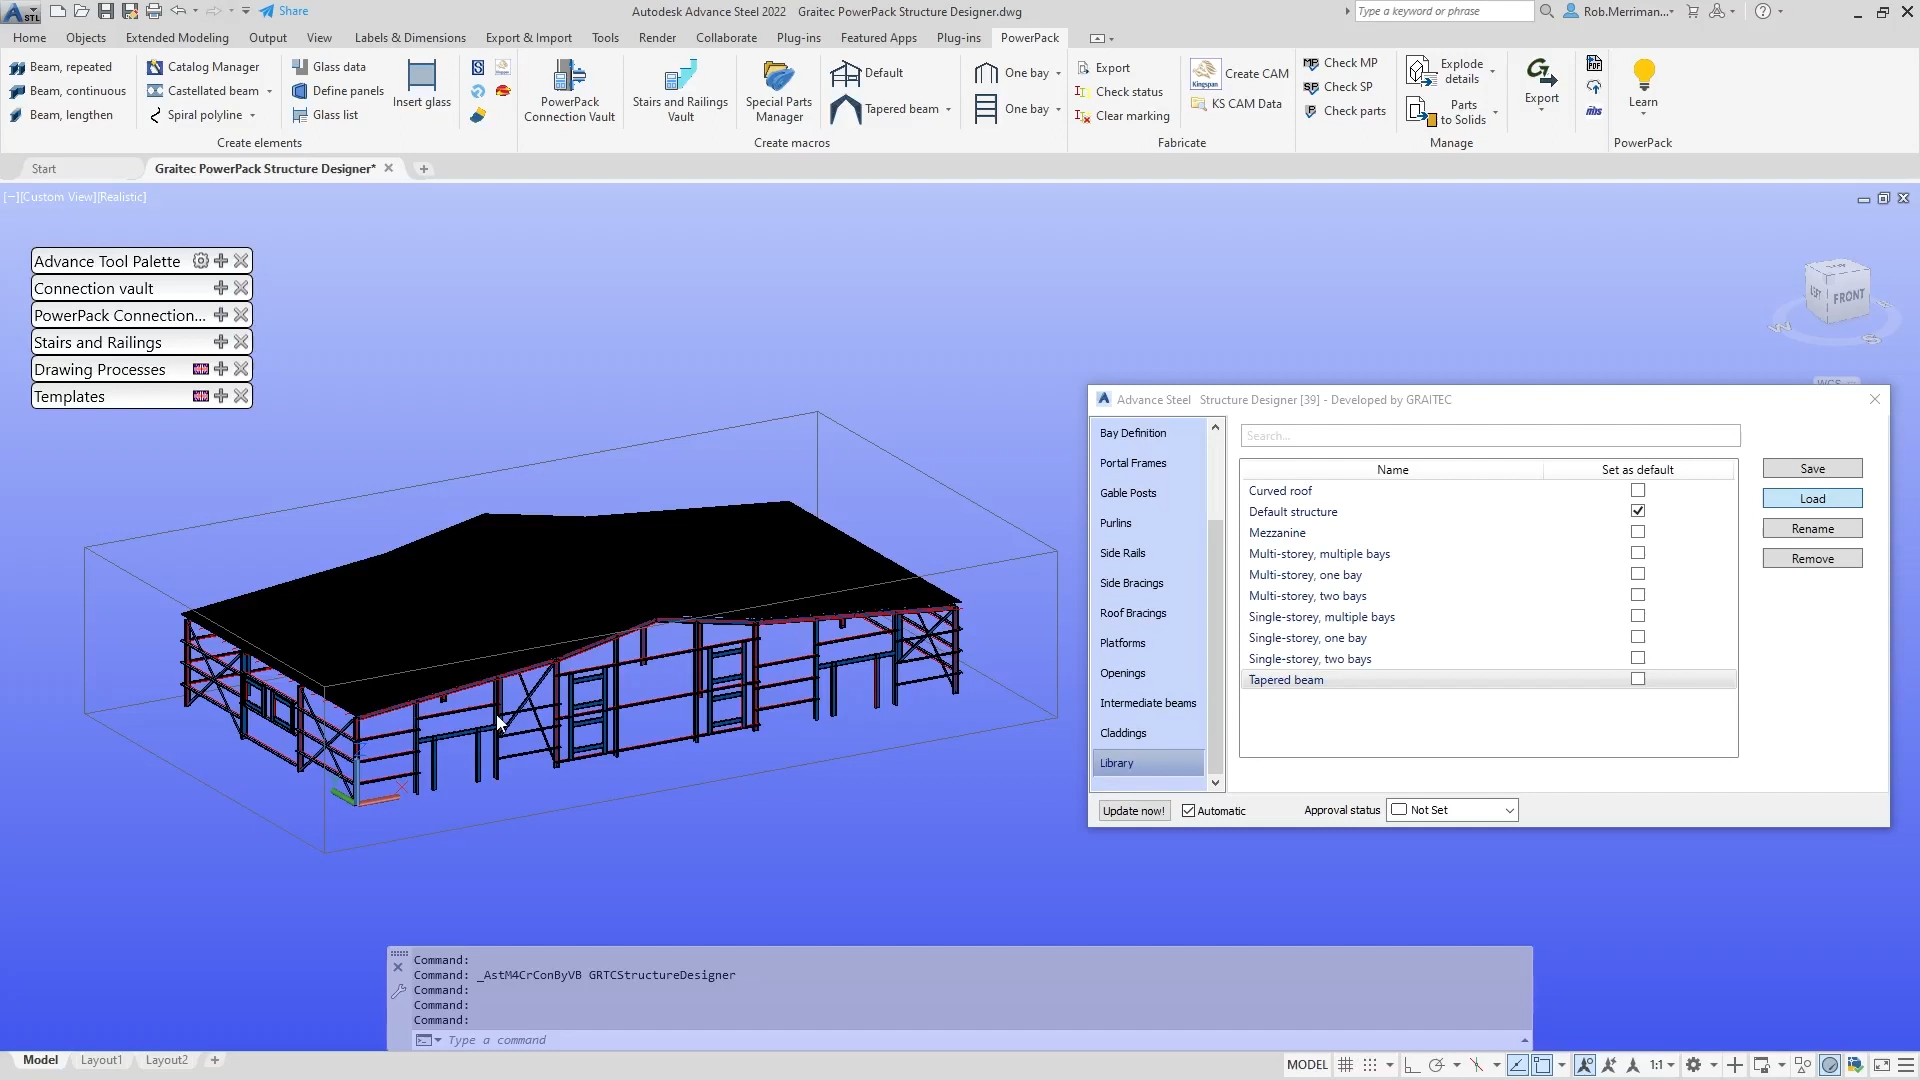 STL
Share
Autodesk Advance Steel 2022 Graitec PowerPack Structure Designer.dwg
Type a keyword or phrase
Rob.Merriman...
Home Objects Extended Modeling Output View Labels & Dimensions Export & Import Tools Render Collaborate Plug-ins Featured Apps Plug-ins PowerPack
Beam, repeated
Beam, continuous
Beam, lengthen
Catalog Manager
Castellated beam
Spiral polyline
Glass data
Define panels
Glass list
Insert glass
Create elements
PowerPack
Connection Vault
Stairs and Railings
Vault
Special Parts
Manager
Default
Tapered beam
One bay
One bay
Create macros
Export
Check status
Clear marking
Kingspan
Create CAM
KS CAM Data
Fabricate
MP Check MP
SP Check SP
P Check parts
Explode
details
Parts
to Solids
Export
Manage
PDF
Learn
PowerPack
Start
Graitec PowerPack Structure Designer*
[−][Custom View][Realistic]
Advance Tool Palette
Connection vault
PowerPack Connection...
Stairs and Railings
Drawing Processes
Templates
TOP
LEFT
FRONT
W
WCS
Advance Steel Structure Designer [39] - Developed by GRAITEC
Bay Definition
Portal Frames
Gable Posts
Purlins
Side Rails
Side Bracings
Roof Bracings
Platforms
Openings
Intermediate beams
Claddings
Library
Search...
Name Set as default
Curved roof
Default structure
Mezzanine
Multi-storey, multiple bays
Multi-storey, one bay
Multi-storey, two bays
Single-storey, multiple bays
Single-storey, one bay
Single-storey, two bays
Tapered beam
Save
Load
Rename
Remove
Update now!
Automatic
Approval status
Not Set
Command:
Command: _AstM4CrConByVB GRTCStructureDesigner
Command:
Command:
Command:
Type a command
Model Layout1 Layout2
MODEL
1:1